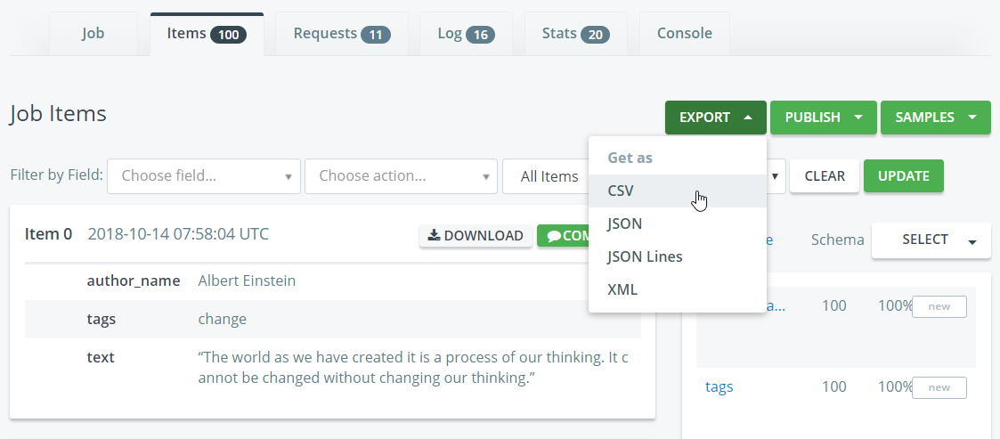 Job
Items 100
Requests 11
Log 16
Stats 20
Console
Job Items
EXPORT
PUBLISH
SAMPLES
Get as
CSV
JSON
JSON Lines
XML
Filter by Field:
Choose field...
Choose action...
All Items
CLEAR
UPDATE
Item 0 2018-10-14 07:58:04 UTC
DOWNLOAD
author_name Albert Einstein
tags change
text “The world as we have created it is a process of our thinking. It c
annot be changed without changing our thinking.”
Schema
SELECT
100 100% new
tags 100 100% new